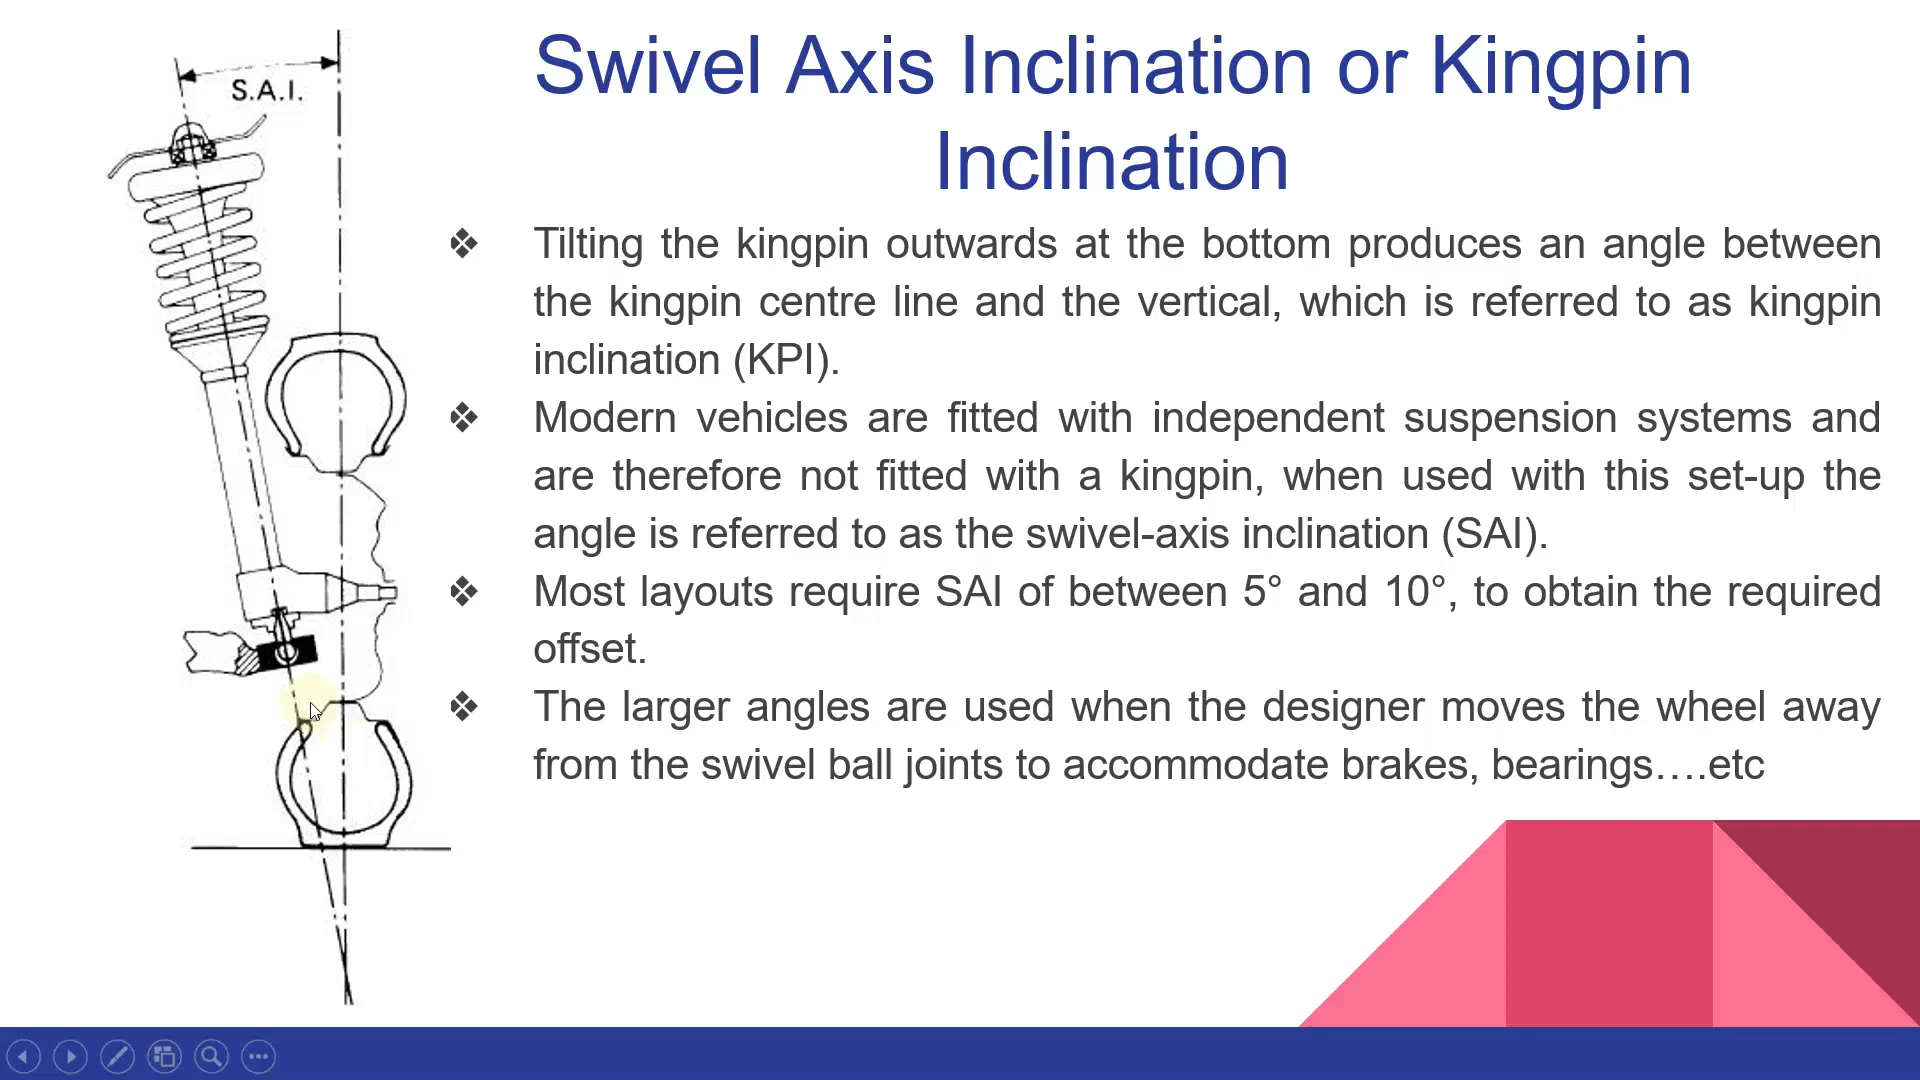 S.A.I.
Swivel Axis Inclination or Kingpin
Inclination
❖ Tilting the kingpin outwards at the bottom produces an angle between
the kingpin centre line and the vertical, which is referred to as kingpin
inclination (KPI).
❖ Modern vehicles are fitted with independent suspension systems and
are therefore not fitted with a kingpin, when used with this set-up the
angle is referred to as the swivel-axis inclination (SAI).
❖ Most layouts require SAI of between 5° and 10°, to obtain the required
offset.
❖ The larger angles are used when the designer moves the wheel away
from the swivel ball joints to accommodate brakes, bearings….etc